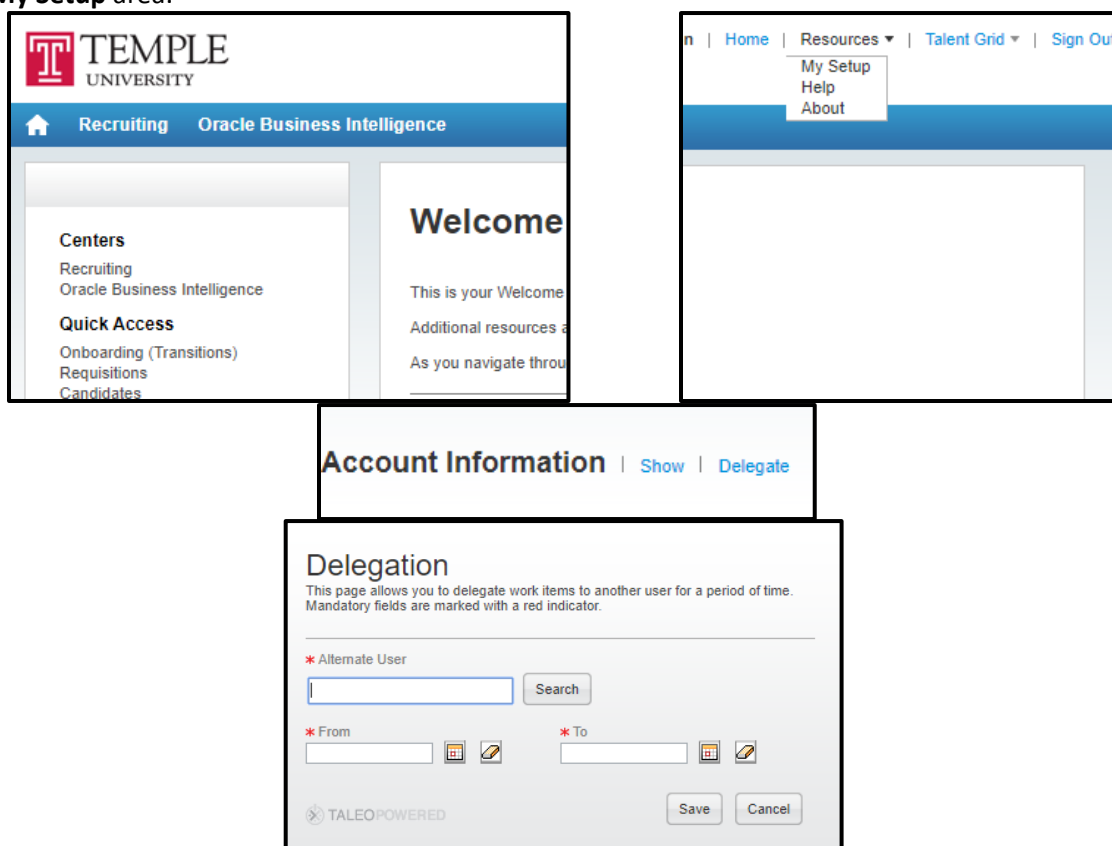 My Setup area.
TEMPLE
UNIVERSITY
Recruiting Oracle Business Intelligence
Centers
Recruiting
Oracle Business Intelligence
Quick Access
Onboarding (Transitions)
Requisitions
Candidates
Welcome
This is your Welcome
Additional resources a
As you navigate throu
n | Home | Resources | Talent Grid | Sign Out
My Setup
Help
About
Account Information | Show | Delegate
Delegation
This page allows you to delegate work items to another user for a period of time.
Mandatory fields are marked with a red indicator.
* Alternate User
Search
* From * To
TALEOPOWERED
Save Cancel